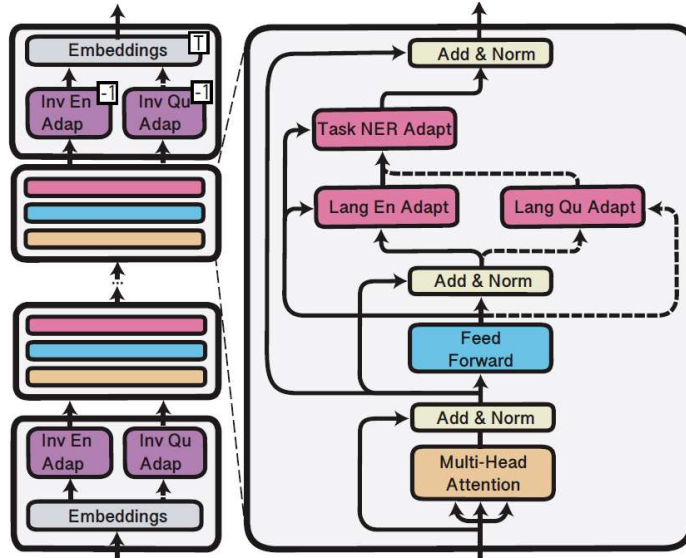 Embeddings
T
Inv En
Adap
-1
Inv Qu
Adap
-1
...
Inv En
Adap
Inv Qu
Adap
Embeddings
Add & Norm
Task NER Adapt
Lang En Adapt
Lang Qu Adapt
Add & Norm
Feed
Forward
Add & Norm
Multi-Head
Attention